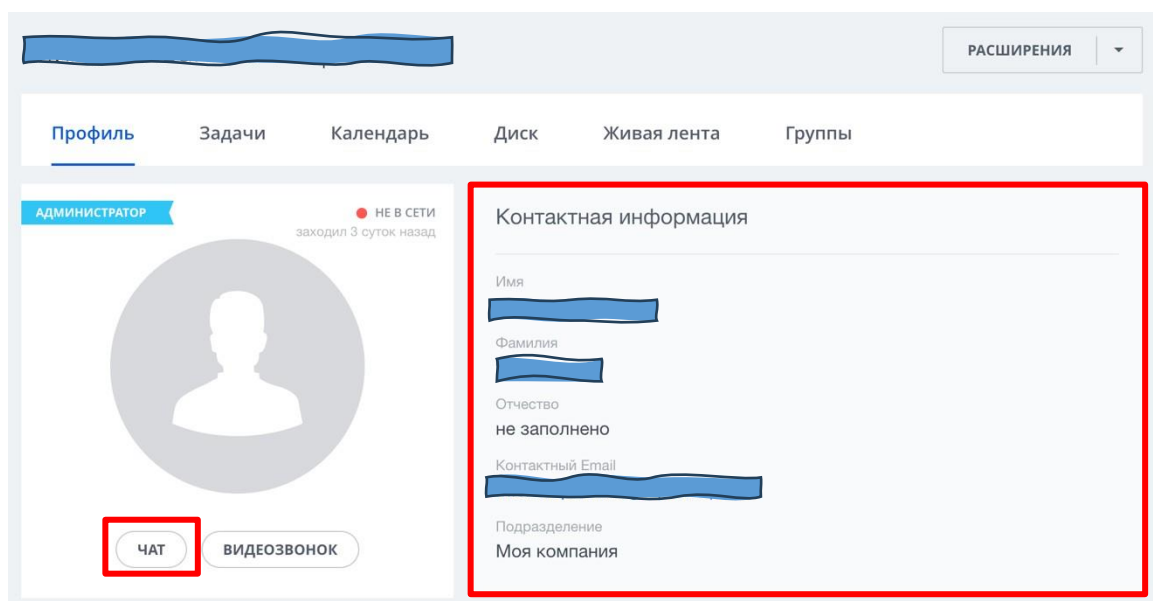 РАСШИРЕНИЯ
Профиль Задачи Календарь Диск Живая лента Группы
АДМИНИСТРАТОР
НЕ В СЕТИ
заходил 3 суток назад
ЧАТ
ВИДЕОЗВОНОК
Контактная информация
Имя
Фамилия
Отчество
не заполнено
Контактный Email
Подразделение
Моя компания